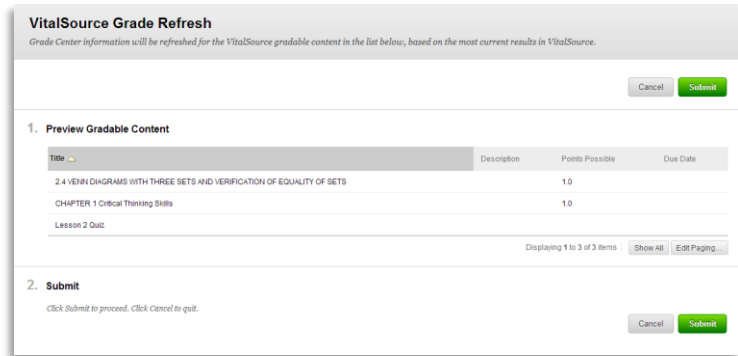 VitalSource Grade Refresh
Grade Center information will be refreshed for the VitalSource gradable content in the list below, based on the most current results in VitalSource.
Cancel Submit
1. Preview Gradable Content
Title Description Points Possible Due Date
2.4 VENN DIAGRAMS WITH THREE SETS AND VERIFICATION OF EQUALITY OF SETS 1.0
CHAPTER 1 Critical Thinking Skills 1.0
Lesson 2 Quiz
Displaying 1 to 3 of 3 items Show All Edit Paging...
2. Submit
Click Submit to proceed. Click Cancel to quit.
Cancel Submit